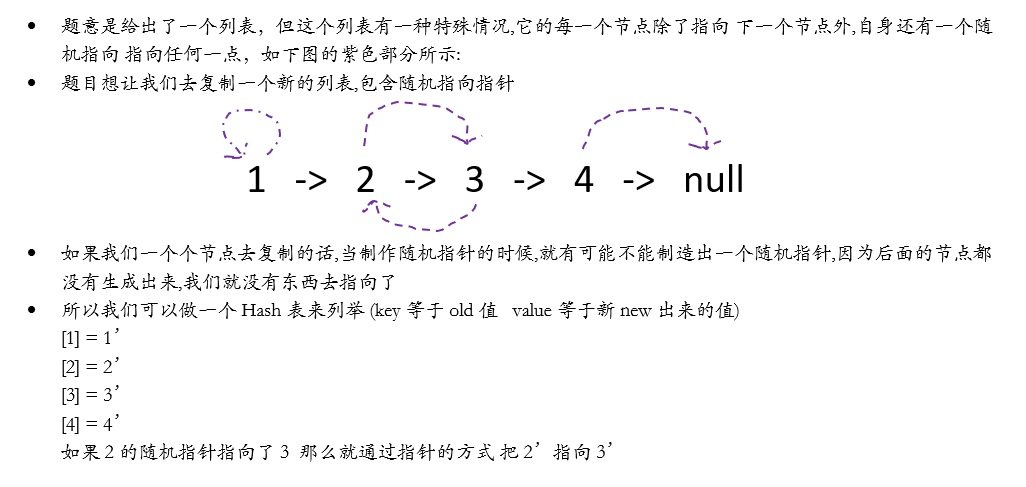 • 题意是给出了一个列表，但这个列表有一种特殊情况,它的每一个节点除了指向 下一个节点外,自身还有一个随
机指向 指向任何一点，如下图的紫色部分所示:
• 题目想让我们去复制一个新的列表,包含随机指向指针
1 -> 2 -> 3 -> 4 -> null
• 如果我们一个个节点去复制的话,当制作随机指针的时候,就有可能不能制造出一个随机指针,因为后面的节点都
没有生成出来,我们就没有东西去指向了
• 所以我们可以做一个 Hash 表来列举 (key 等于 old 值 value 等于新 new 出来的值)
[1] = 1’
[2] = 2’
[3] = 3’
[4] = 4’
如果 2 的随机指针指向了 3 那么就通过指针的方式 把 2’ 指向 3’